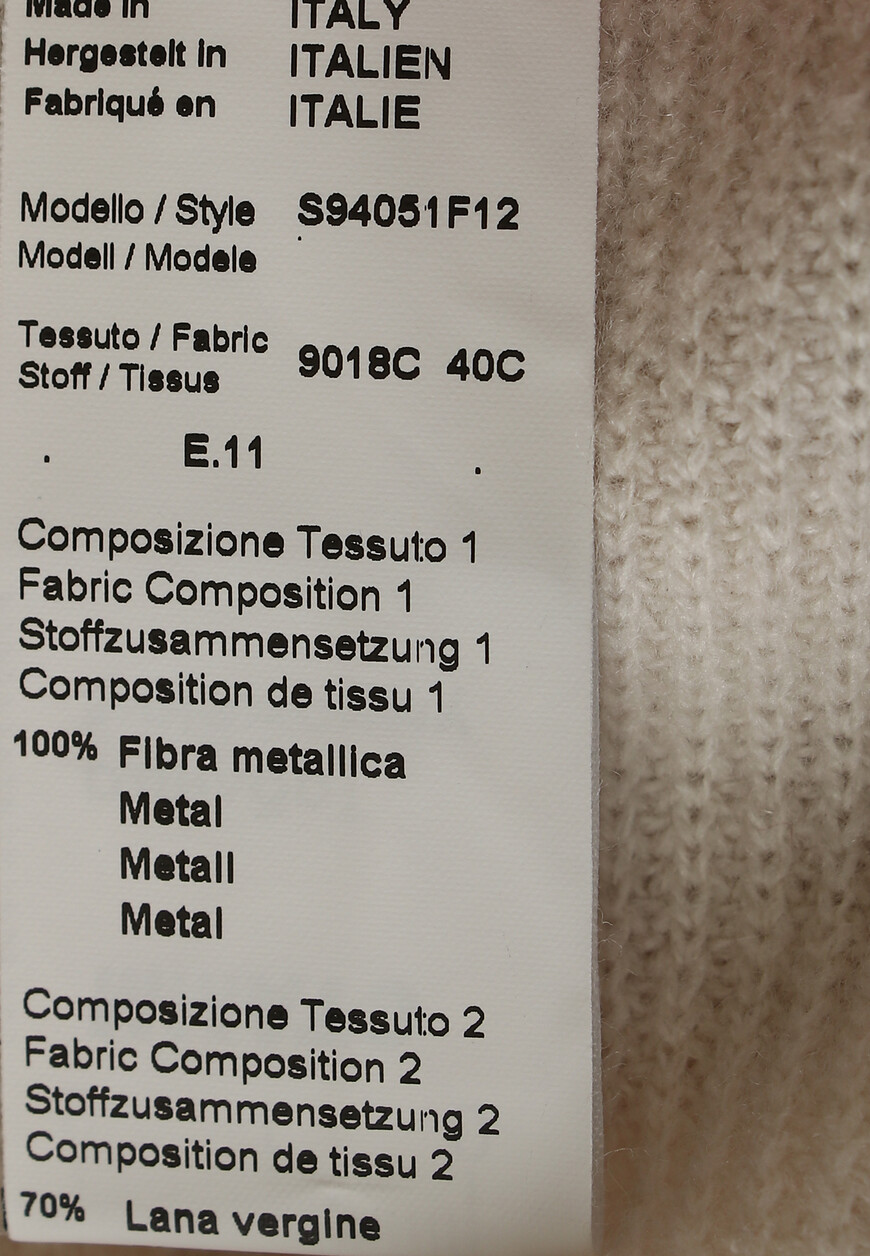 Made in ITALY
Hergestelt in ITALIEN
Fabriqué en ITALIE
Modello / Style S94051F12
Modell / Modele
Tessuto / Fabric 9018C 40C
Stoff / Tissus
E.11
Composizione Tessuto 1
Fabric Composition 1
Stoffzusammensetzung 1
Composition de tissu 1
100% Fibra metallica
Metal
Metall
Metal
Composizione Tessuto 2
Fabric Composition 2
Stoffzusammensetzung 2
Composition de tissu 2
70% Lana vergine